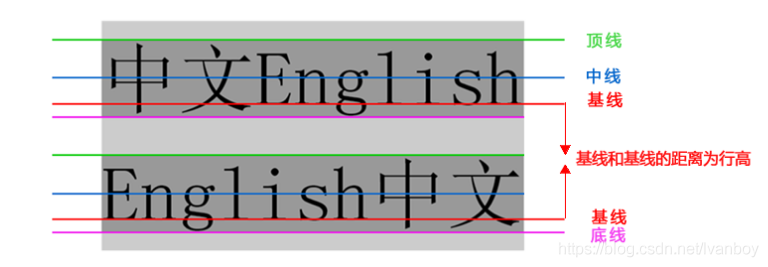 顶线
中文English
中线
基线
基线和基线的距离为行高
English中文
基线
底线
https://blog.csdn.net/Ivanboy